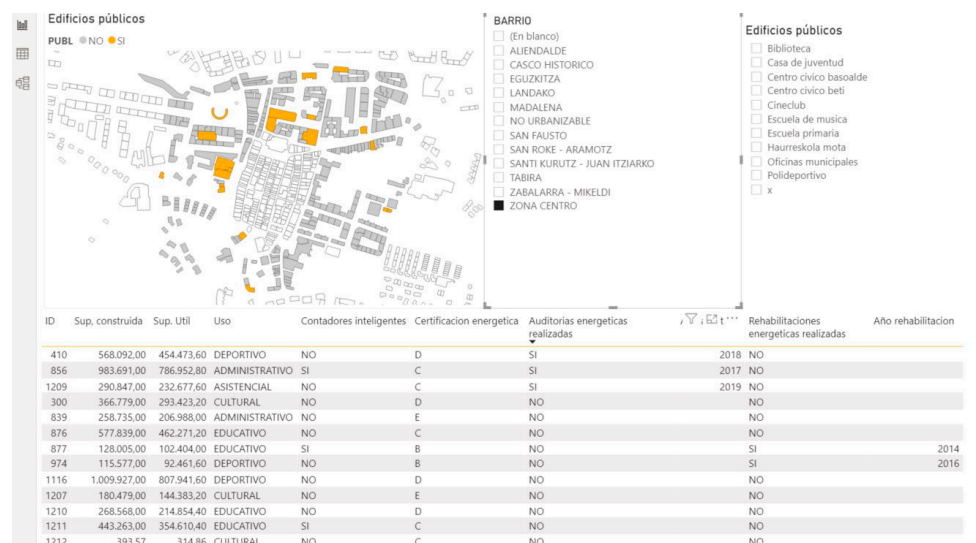 Edificios públicos
PUBL NO SI
BARRIO
(En blanco)
ALIENDALDE
CASCO HISTORICO
EGUZKITZA
LANDAKO
MADALENA
NO URBANIZABLE
SAN FAUSTO
SAN ROKE - ARAMOTZ
SANTI KURUTZ - JUAN ITZIARKO
TABIRA
ZABALARRA - MIKELDI
ZONA CENTRO
Edificios públicos
Biblioteca
Casa de juventud
Centro civico basoalde
Centro civico beti
Cineclub
Escuela de musica
Escuela primaria
Haurreskola mota
Oficinas municipales
Polideportivo
x
ID Sup, construida Sup. Util Uso Contadores inteligentes Certificacion energetica Auditorias energeticas realizadas Rehabilitaciones energeticas realizadas Año rehabilitacion
410 568.092,00 454.473,60 DEPORTIVO NO D SI 2018 NO
856 983.691,00 786.952,80 ADMINISTRATIVO SI C SI 2017 NO
1209 290.847,00 232.677,60 ASISTENCIAL NO C SI 2019 NO
300 366.779,00 293.423,20 CULTURAL NO D NO NO
839 258.735,00 206.988,00 ADMINISTRATIVO NO E NO NO
876 577.839,00 462.271,20 EDUCATIVO NO C NO NO
877 128.005,00 102.404,00 EDUCATIVO SI B NO SI 2014
974 115.577,00 92.461,60 DEPORTIVO NO B NO SI 2016
1116 1.009.927,00 807.941,60 DEPORTIVO NO D NO NO
1207 180.479,00 144.383,20 CULTURAL NO E NO NO
1210 268.568,00 214.854,40 EDUCATIVO NO D NO NO
1211 443.263,00 354.610,40 EDUCATIVO SI C NO NO
1212 393,57 314,86 CULTURAL NO C NO NO